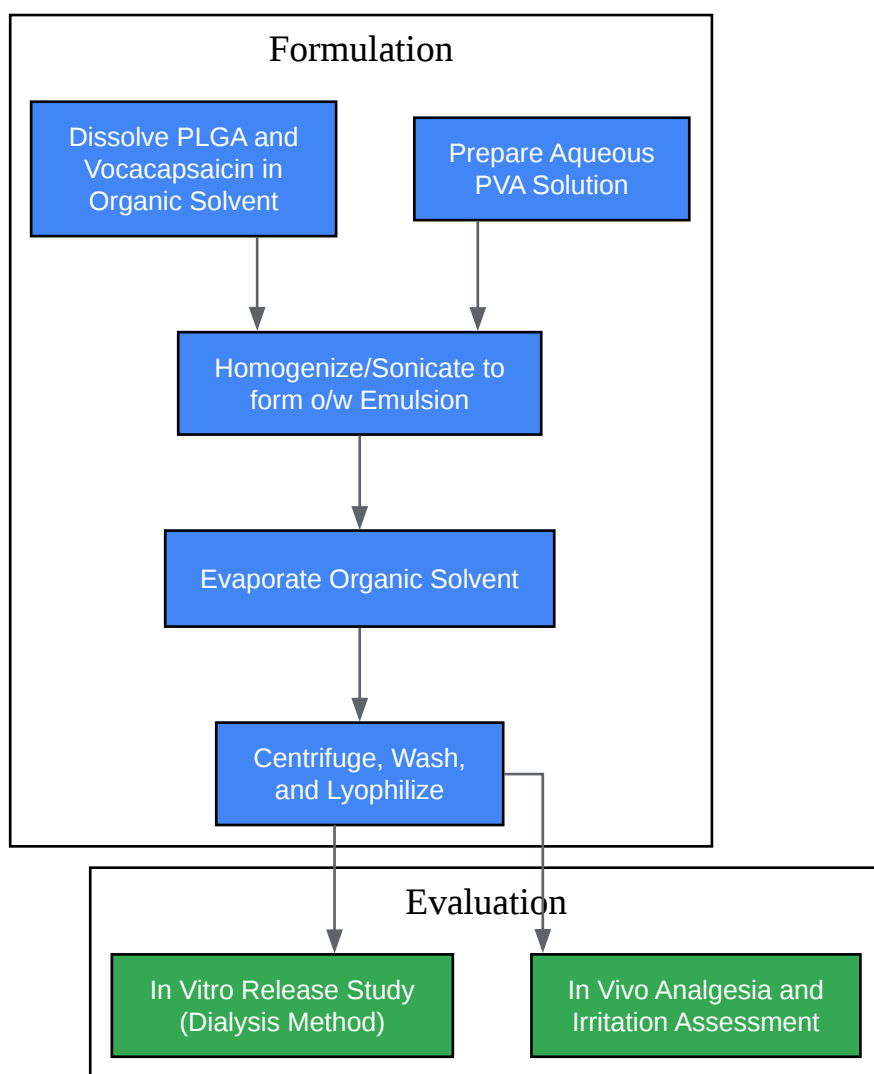 Formulation
Dissolve PLGA and
Vocacapsaicin in
Organic Solvent
Prepare Aqueous
PVA Solution
Homogenize/Sonicate to
form o/w Emulsion
Evaporate Organic Solvent
Centrifuge, Wash,
and Lyophilize
Evaluation
In Vitro Release Study
(Dialysis Method)
In Vivo Analgesia and
Irritation Assessment